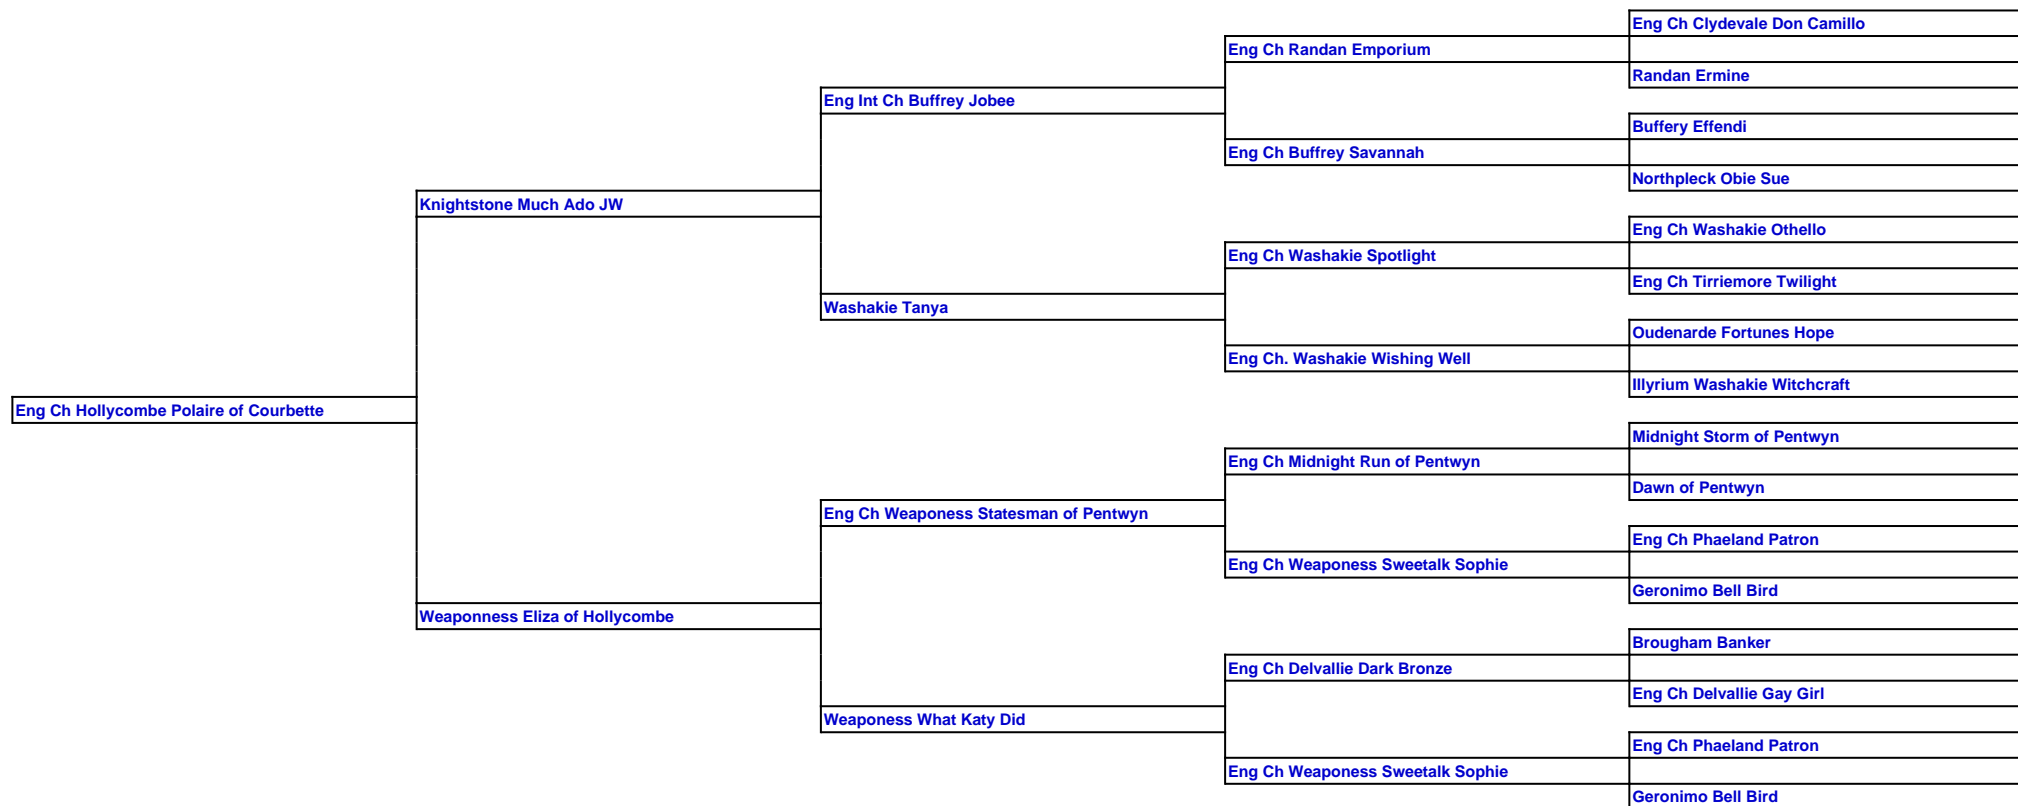 Eng Ch Clydevale Don Camillo
Eng Ch Randan Emporium
Randan Ermine
Eng Int Ch Buffrey Jobee
Buffery Effendi
Eng Ch Buffrey Savannah
Northpleck Obie Sue
Knightstone Much Ado JW
Eng Ch Washakie Othello
Eng Ch Washakie Spotlight
Eng Ch Tirriemore Twilight
Washakie Tanya
Oudenarde Fortunes Hope
Eng Ch. Washakie Wishing Well
Illyrium Washakie Witchcraft
Eng Ch Hollycombe Polaire of Courbette
Midnight Storm of Pentwyn
Eng Ch Midnight Run of Pentwyn
Dawn of Pentwyn
Eng Ch Weaponess Statesman of Pentwyn
Eng Ch Phaeland Patron
Eng Ch Weaponess Sweetalk Sophie
Geronimo Bell Bird
Weaponness Eliza of Hollycombe
Brougham Banker
Eng Ch Delvallie Dark Bronze
Eng Ch Delvallie Gay Girl
Weaponess What Katy Did
Eng Ch Phaeland Patron
Eng Ch Weaponess Sweetalk Sophie
Geronimo Bell Bird